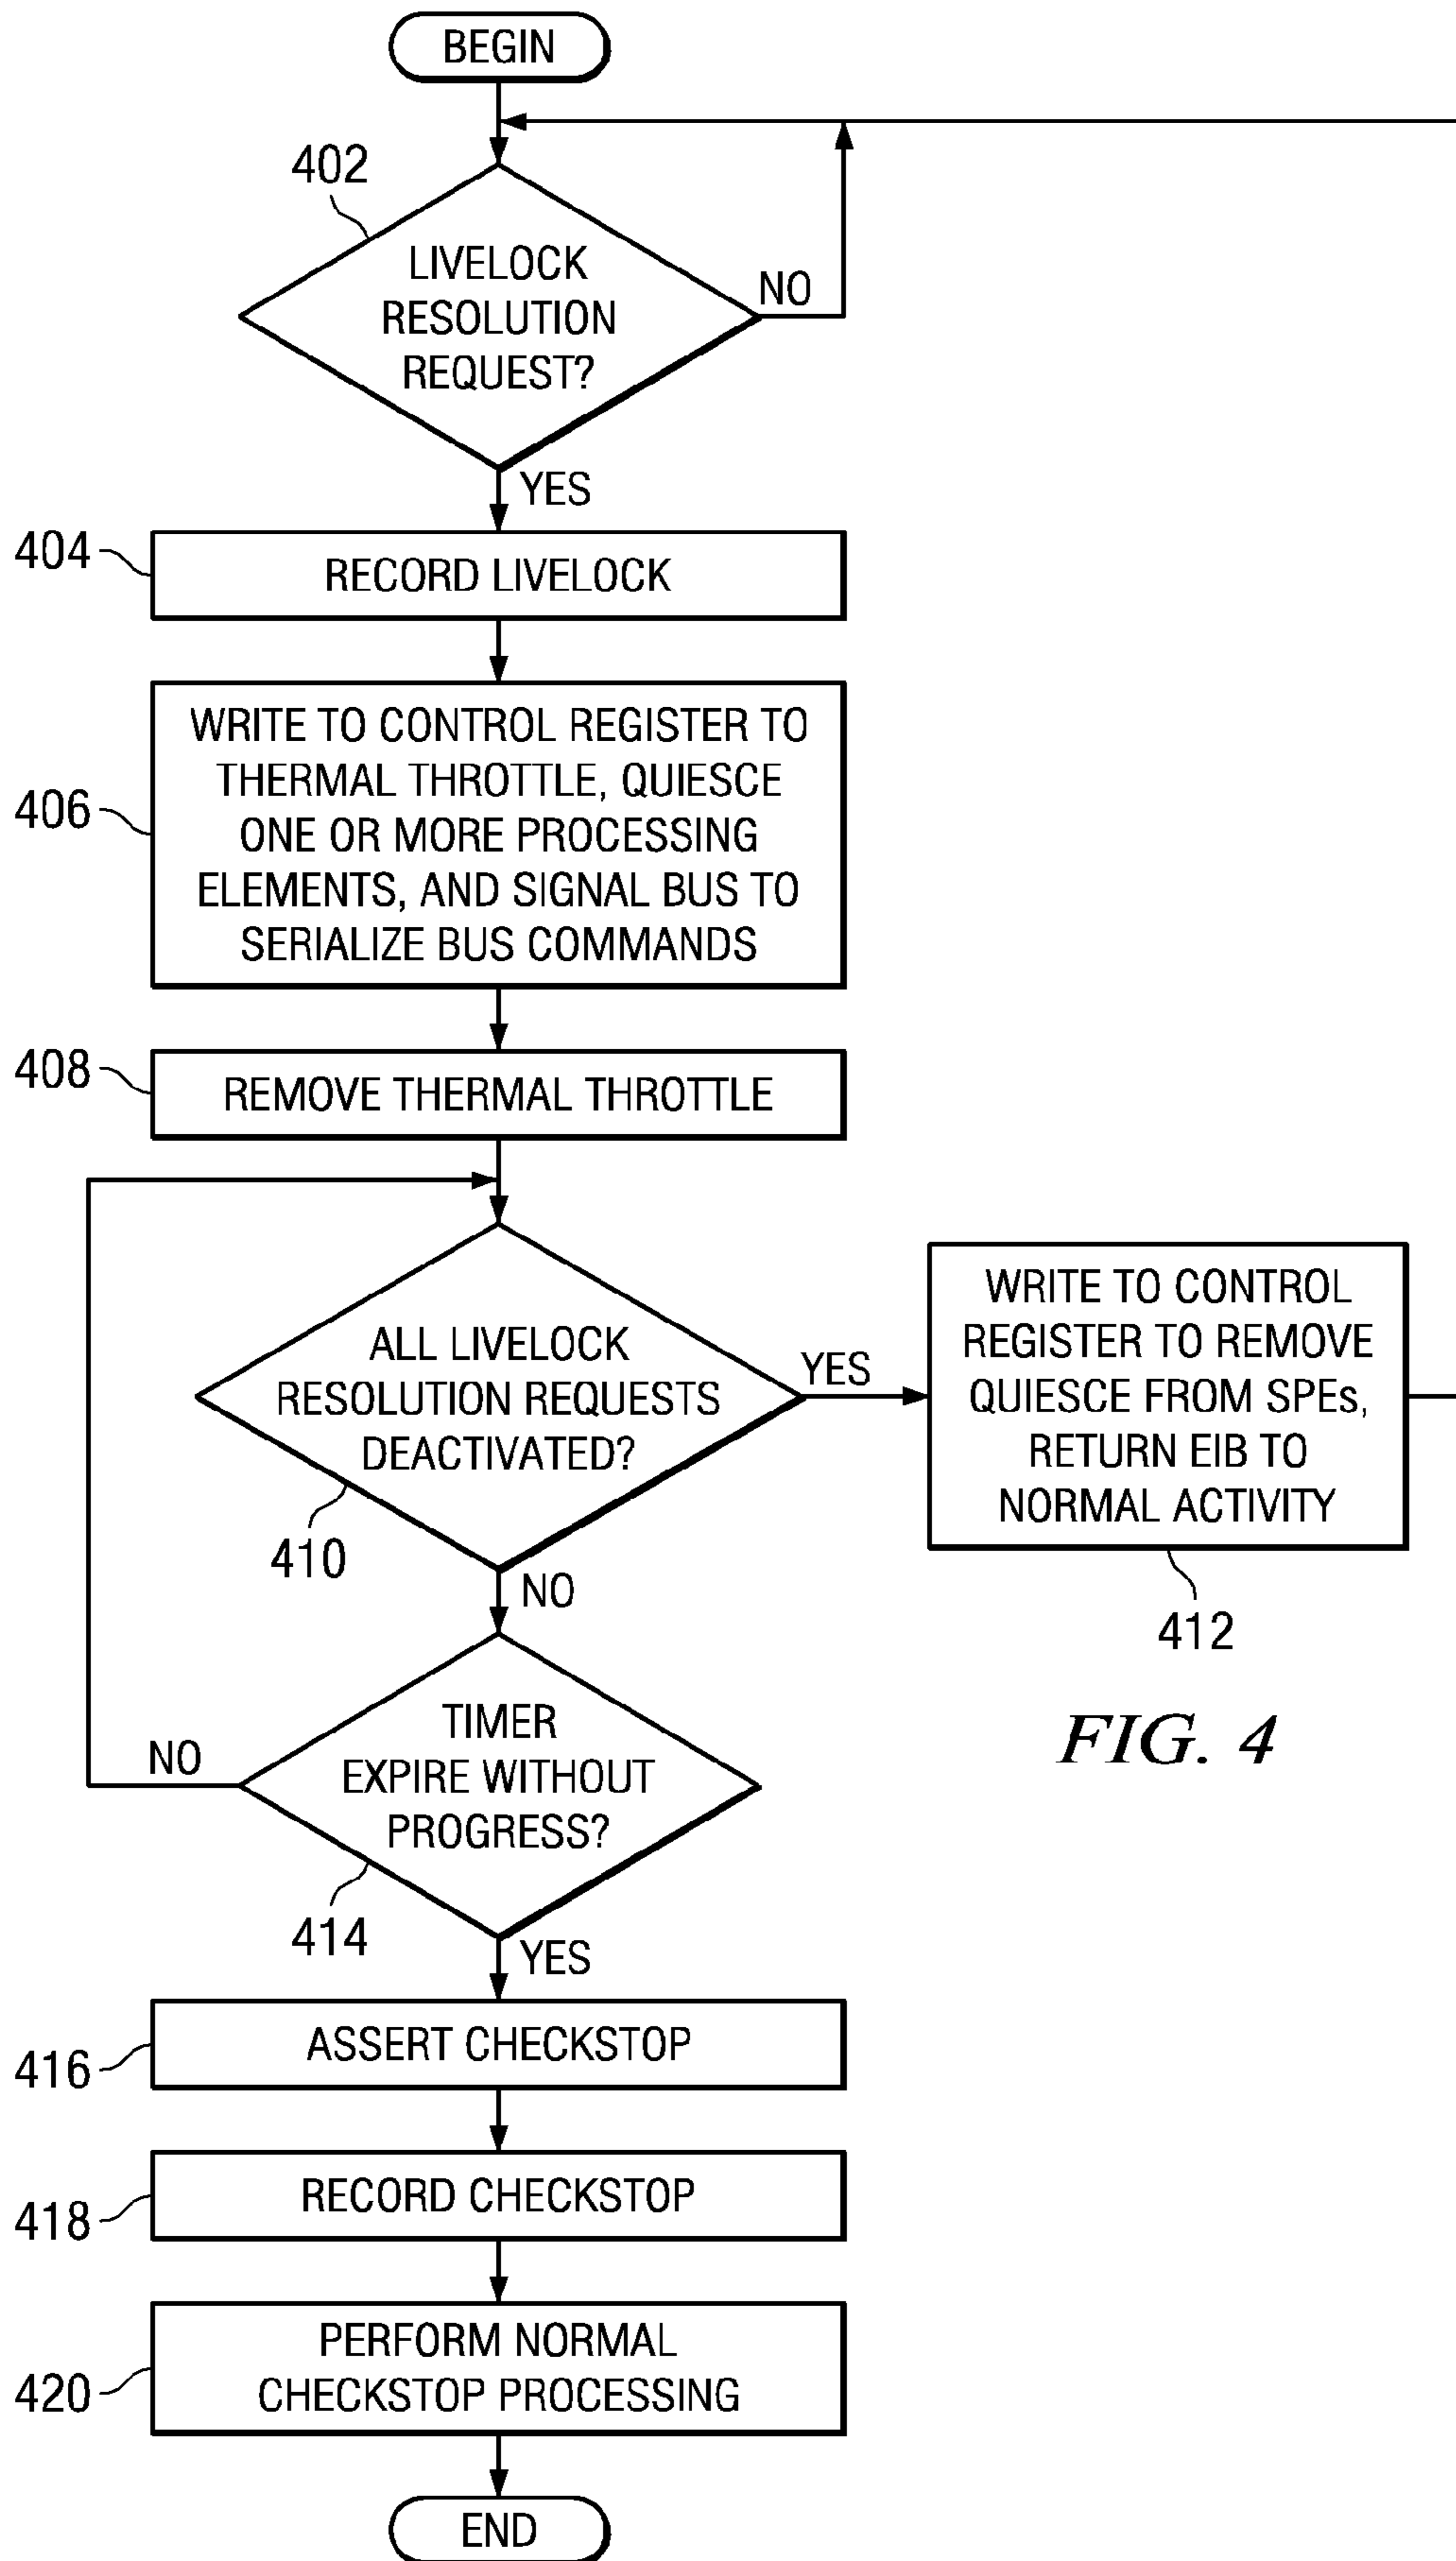 BEGIN
402
LIVELOCK
RESOLUTION
REQUEST?
NO
YES
404
RECORD LIVELOCK
406
WRITE TO CONTROL REGISTER TO
THERMAL THROTTLE, QUIESCE
ONE OR MORE PROCESSING
ELEMENTS, AND SIGNAL BUS TO
SERIALIZE BUS COMMANDS
408
REMOVE THERMAL THROTTLE
ALL LIVELOCK
RESOLUTION REQUESTS
DEACTIVATED?
410
YES
WRITE TO CONTROL
REGISTER TO REMOVE
QUIESCE FROM SPEs,
RETURN EIB TO
NORMAL ACTIVITY
412
NO
TIMER
EXPIRE WITHOUT
PROGRESS?
NO
414
YES
FIG. 4
416
ASSERT CHECKSTOP
418
RECORD CHECKSTOP
420
PERFORM NORMAL
CHECKSTOP PROCESSING
END